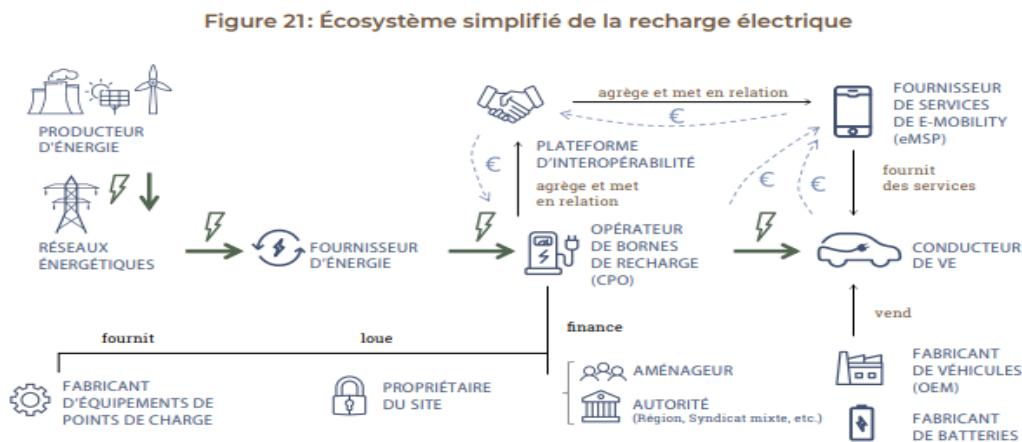 Figure 21: Écosystème simplifié de la recharge électrique
PRODUCTEUR
D'ÉNERGIE
agrège et met en relation
€
FOURNISSEUR
DE SERVICES
DE E-MOBILITY
(eMSP)
PLATEFORME
D'INTEROPÉRABILITÉ
€
agrège et met
en relation
€
€
fournit
des services
RÉSEAUX
ÉNERGÉTIQUES
FOURNISSEUR
D'ÉNERGIE
OPÉRATEUR
DE BORNES
DE RECHARGE
(CPO)
CONDUCTEUR
DE VE
fournit
loue
finance
vend
FABRICANT
D'ÉQUIPEMENTS DE
POINTS DE CHARGE
PROPRIÉTAIRE
DU SITE
AMÉNAGEUR
AUTORITÉ
(Région, Syndicat mixte, etc.)
FABRICANT
DE VÉHICULES
(OEM)
FABRICANT
DE BATTERIES